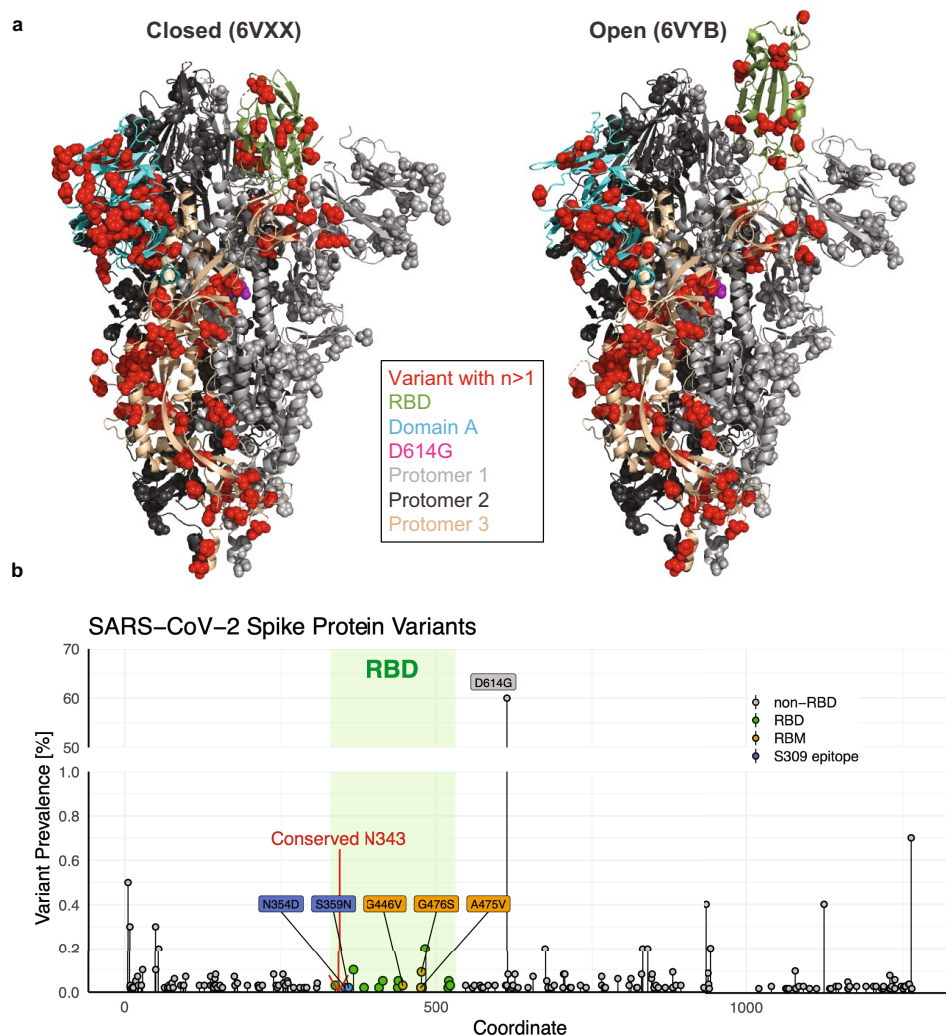 a
Closed (6VXX)
Open (6VYB)
Variant with n>1
RBD
Domain A
D614G
Protomer 1
Protomer 2
Protomer 3
b
SARS−CoV−2 Spike Protein Variants
Variant Prevalence [%]
70
60
50
1.0
0.8
0.6
0.4
0.2
0.0
RBD
D614G
non−RBD
RBD
RBM
S309 epitope
Conserved N343
N354D
S359N
G446V
G476S
A475V
0
500
1000
Coordinate